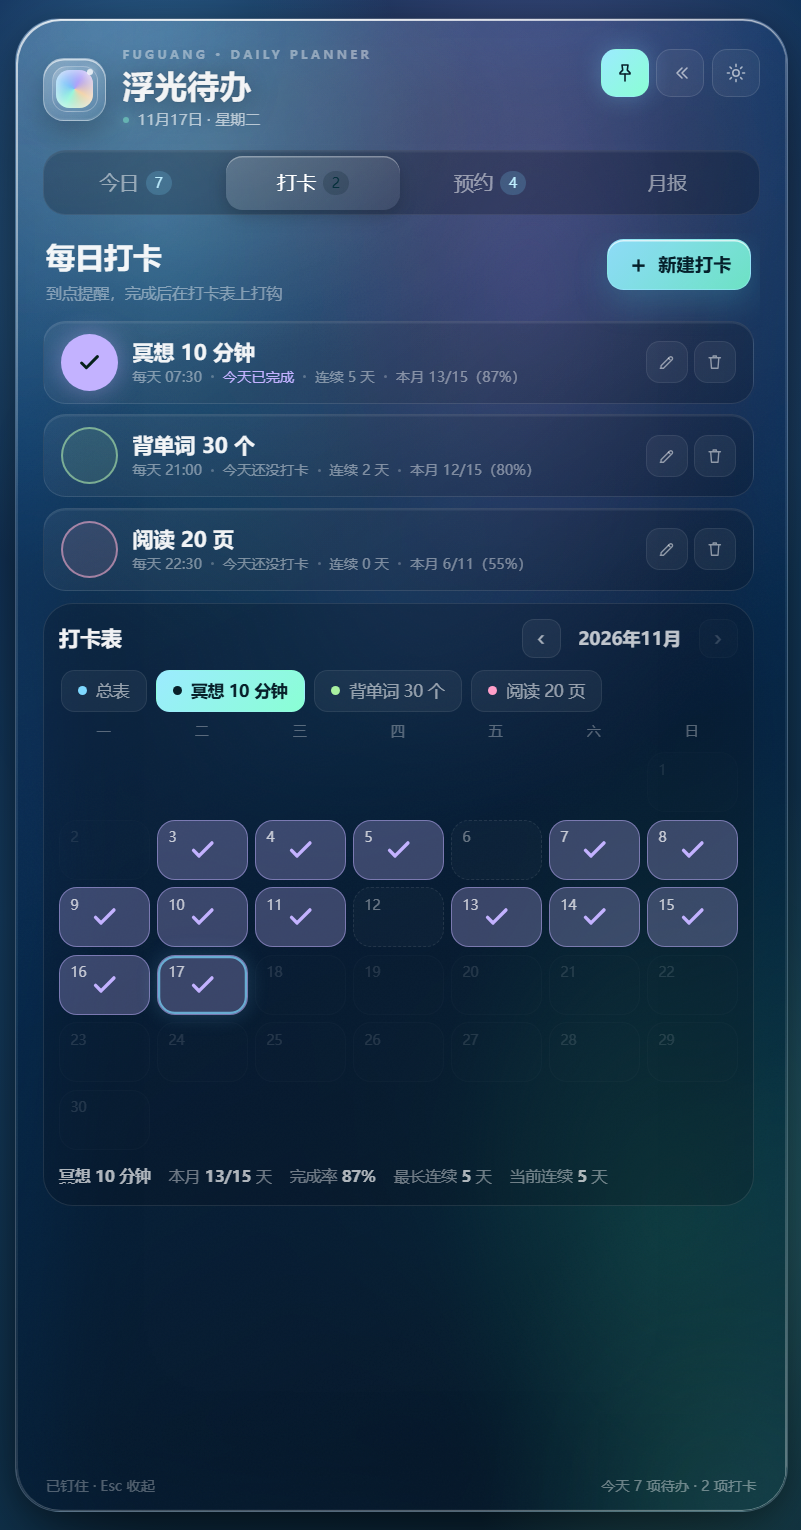 FUGUANG · DAILY PLANNER
浮光待办
11月17日 · 星期二
今日 7 打卡 2 预约 4 月报
每日打卡
+ 新建打卡
到点提醒，完成后在打卡表上打钩
冥想 10 分钟
每天 07:30 · 今天已完成 · 连续 5 天 · 本月 13/15（87%）
背单词 30 个
每天 21:00 · 今天还没打卡 · 连续 2 天 · 本月 12/15（80%）
阅读 20 页
每天 22:30 · 今天还没打卡 · 连续 0 天 · 本月 6/11（55%）
打卡表 2026年11月
总表 冥想 10 分钟 背单词 30 个 阅读 20 页
一 二 三 四 五 六 日
1
2 3 4 5 6 7 8
9 10 11 12 13 14 15
16 17 18 19 20 21 22
23 24 25 26 27 28 29
30
冥想 10 分钟 本月 13/15 天 完成率 87% 最长连续 5 天 当前连续 5 天
已钉住 · Esc 收起 今天 7 项待办 · 2 项打卡